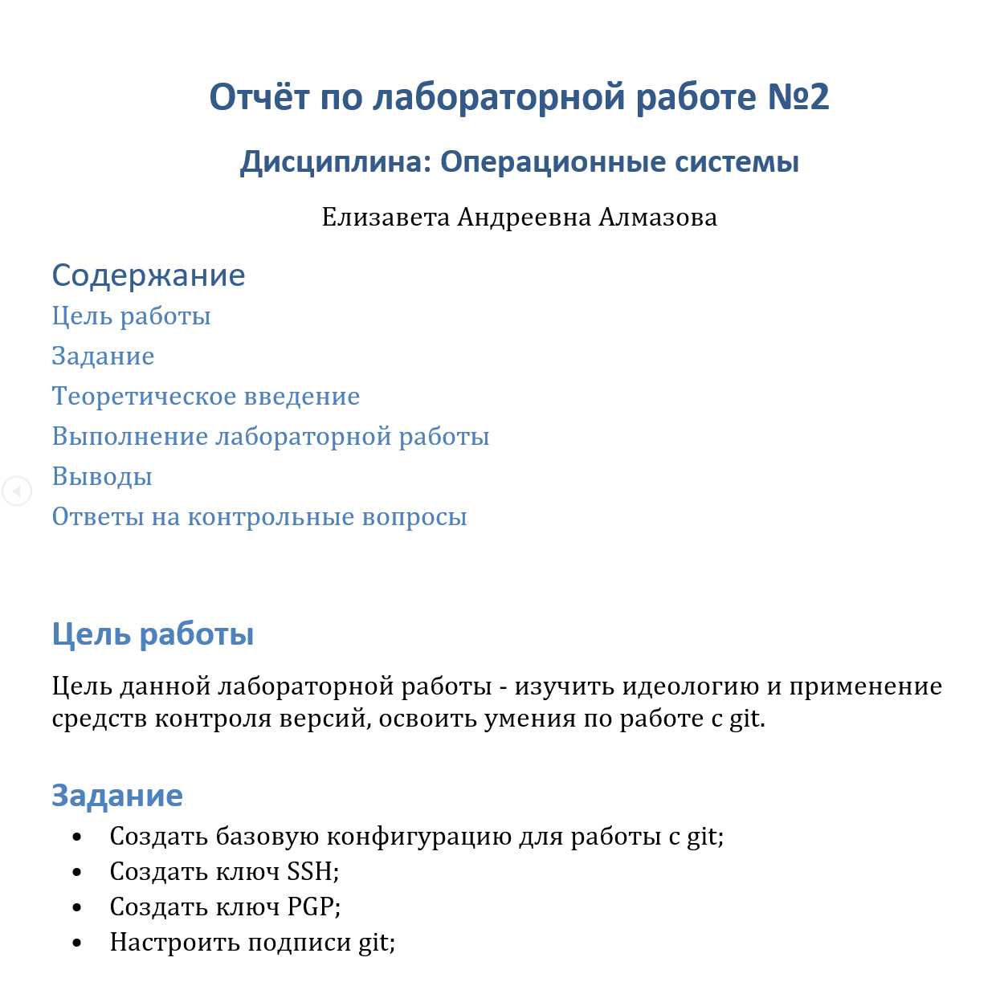 Отчёт по лабораторной работе №2
Дисциплина: Операционные системы
Елизавета Андреевна Алмазова
Содержание
Цель работы
Задание
Теоретическое введение
Выполнение лабораторной работы
Выводы
Ответы на контрольные вопросы
Цель работы
Цель данной лабораторной работы - изучить идеологию и применение
средств контроля версий, освоить умения по работе с git.
Задание
• Создать базовую конфигурацию для работы с git;
• Создать ключ SSH;
• Создать ключ PGP;
• Настроить подписи git;